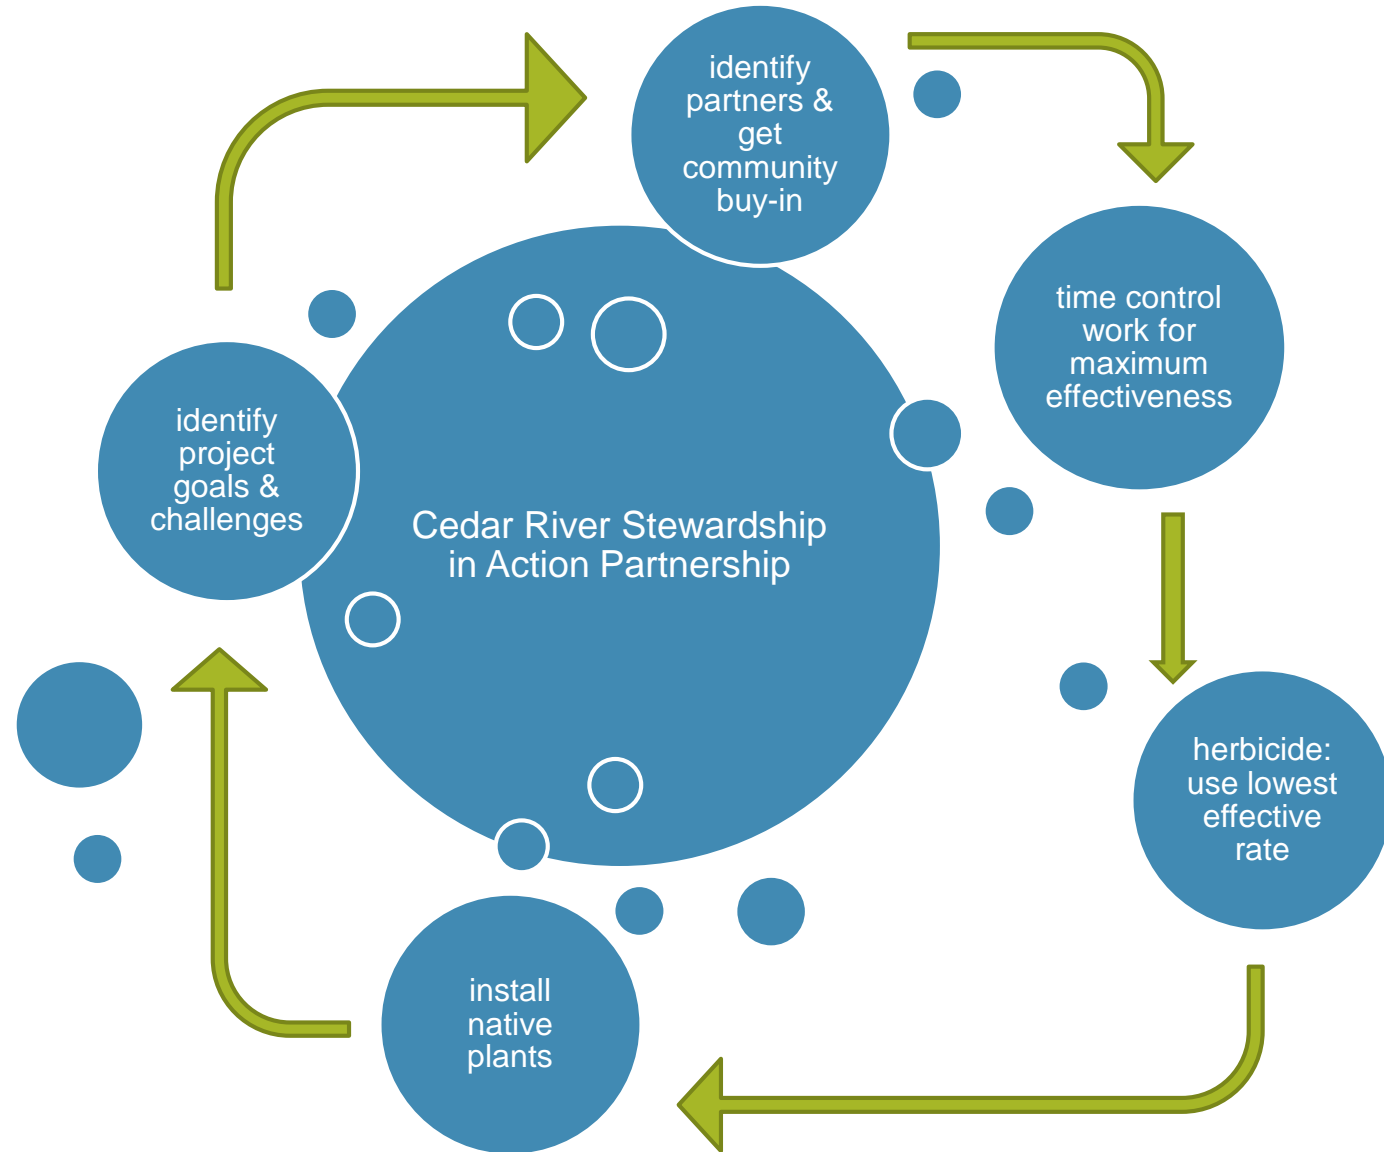 identify
partners &
get
community
buy-in
time control
work for
maximum
effectiveness
identify
project
goals &
challenges
Cedar River Stewardship
in Action Partnership
herbicide:
use lowest
effective
rate
install
native
plants